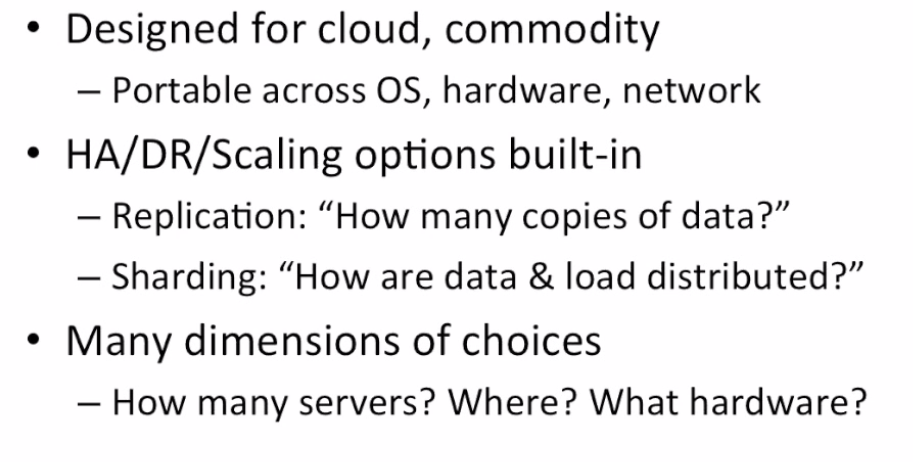 • Designed for cloud, commodity
– Portable across OS, hardware, network
• HA/DR/Scaling options built-in
– Replication: “How many copies of data?”
– Sharding: “How are data & load distributed?”
• Many dimensions of choices
– How many servers? Where? What hardware?